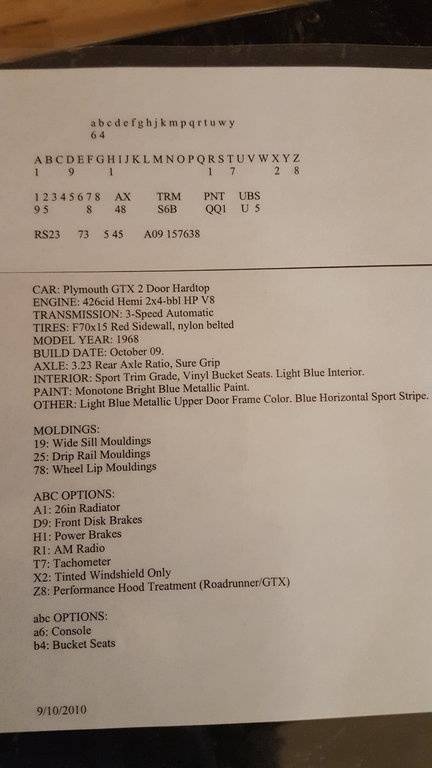 a b c d e f g h j k m p q r t u w y
6 4
A B C D E F G H I J K L M N O P Q R S T U V W X Y Z
1 9 1 1 7 2 8
1 2 3 4 5 6 7 8 AX TRM PNT UBS
9 5 8 48 S6B QQ1 U 5
RS23 73 5 45 A09 157638
CAR: Plymouth GTX 2 Door Hardtop
ENGINE: 426cid Hemi 2x4-bbl HP V8
TRANSMISSION: 3-Speed Automatic
TIRES: F70x15 Red Sidewall, nylon belted
MODEL YEAR: 1968
BUILD DATE: October 09.
AXLE: 3.23 Rear Axle Ratio, Sure Grip
INTERIOR: Sport Trim Grade, Vinyl Bucket Seats. Light Blue Interior.
PAINT: Monotone Bright Blue Metallic Paint.
OTHER: Light Blue Metallic Upper Door Frame Color. Blue Horizontal Sport Stripe.
MOLDINGS:
19: Wide Sill Mouldings
25: Drip Rail Mouldings
78: Wheel Lip Mouldings
ABC OPTIONS:
A1: 26in Radiator
D9: Front Disk Brakes
H1: Power Brakes
R1: AM Radio
T7: Tachometer
X2: Tinted Windshield Only
Z8: Performance Hood Treatment (Roadrunner/GTX)
abc OPTIONS:
a6: Console
b4: Bucket Seats
9/10/2010